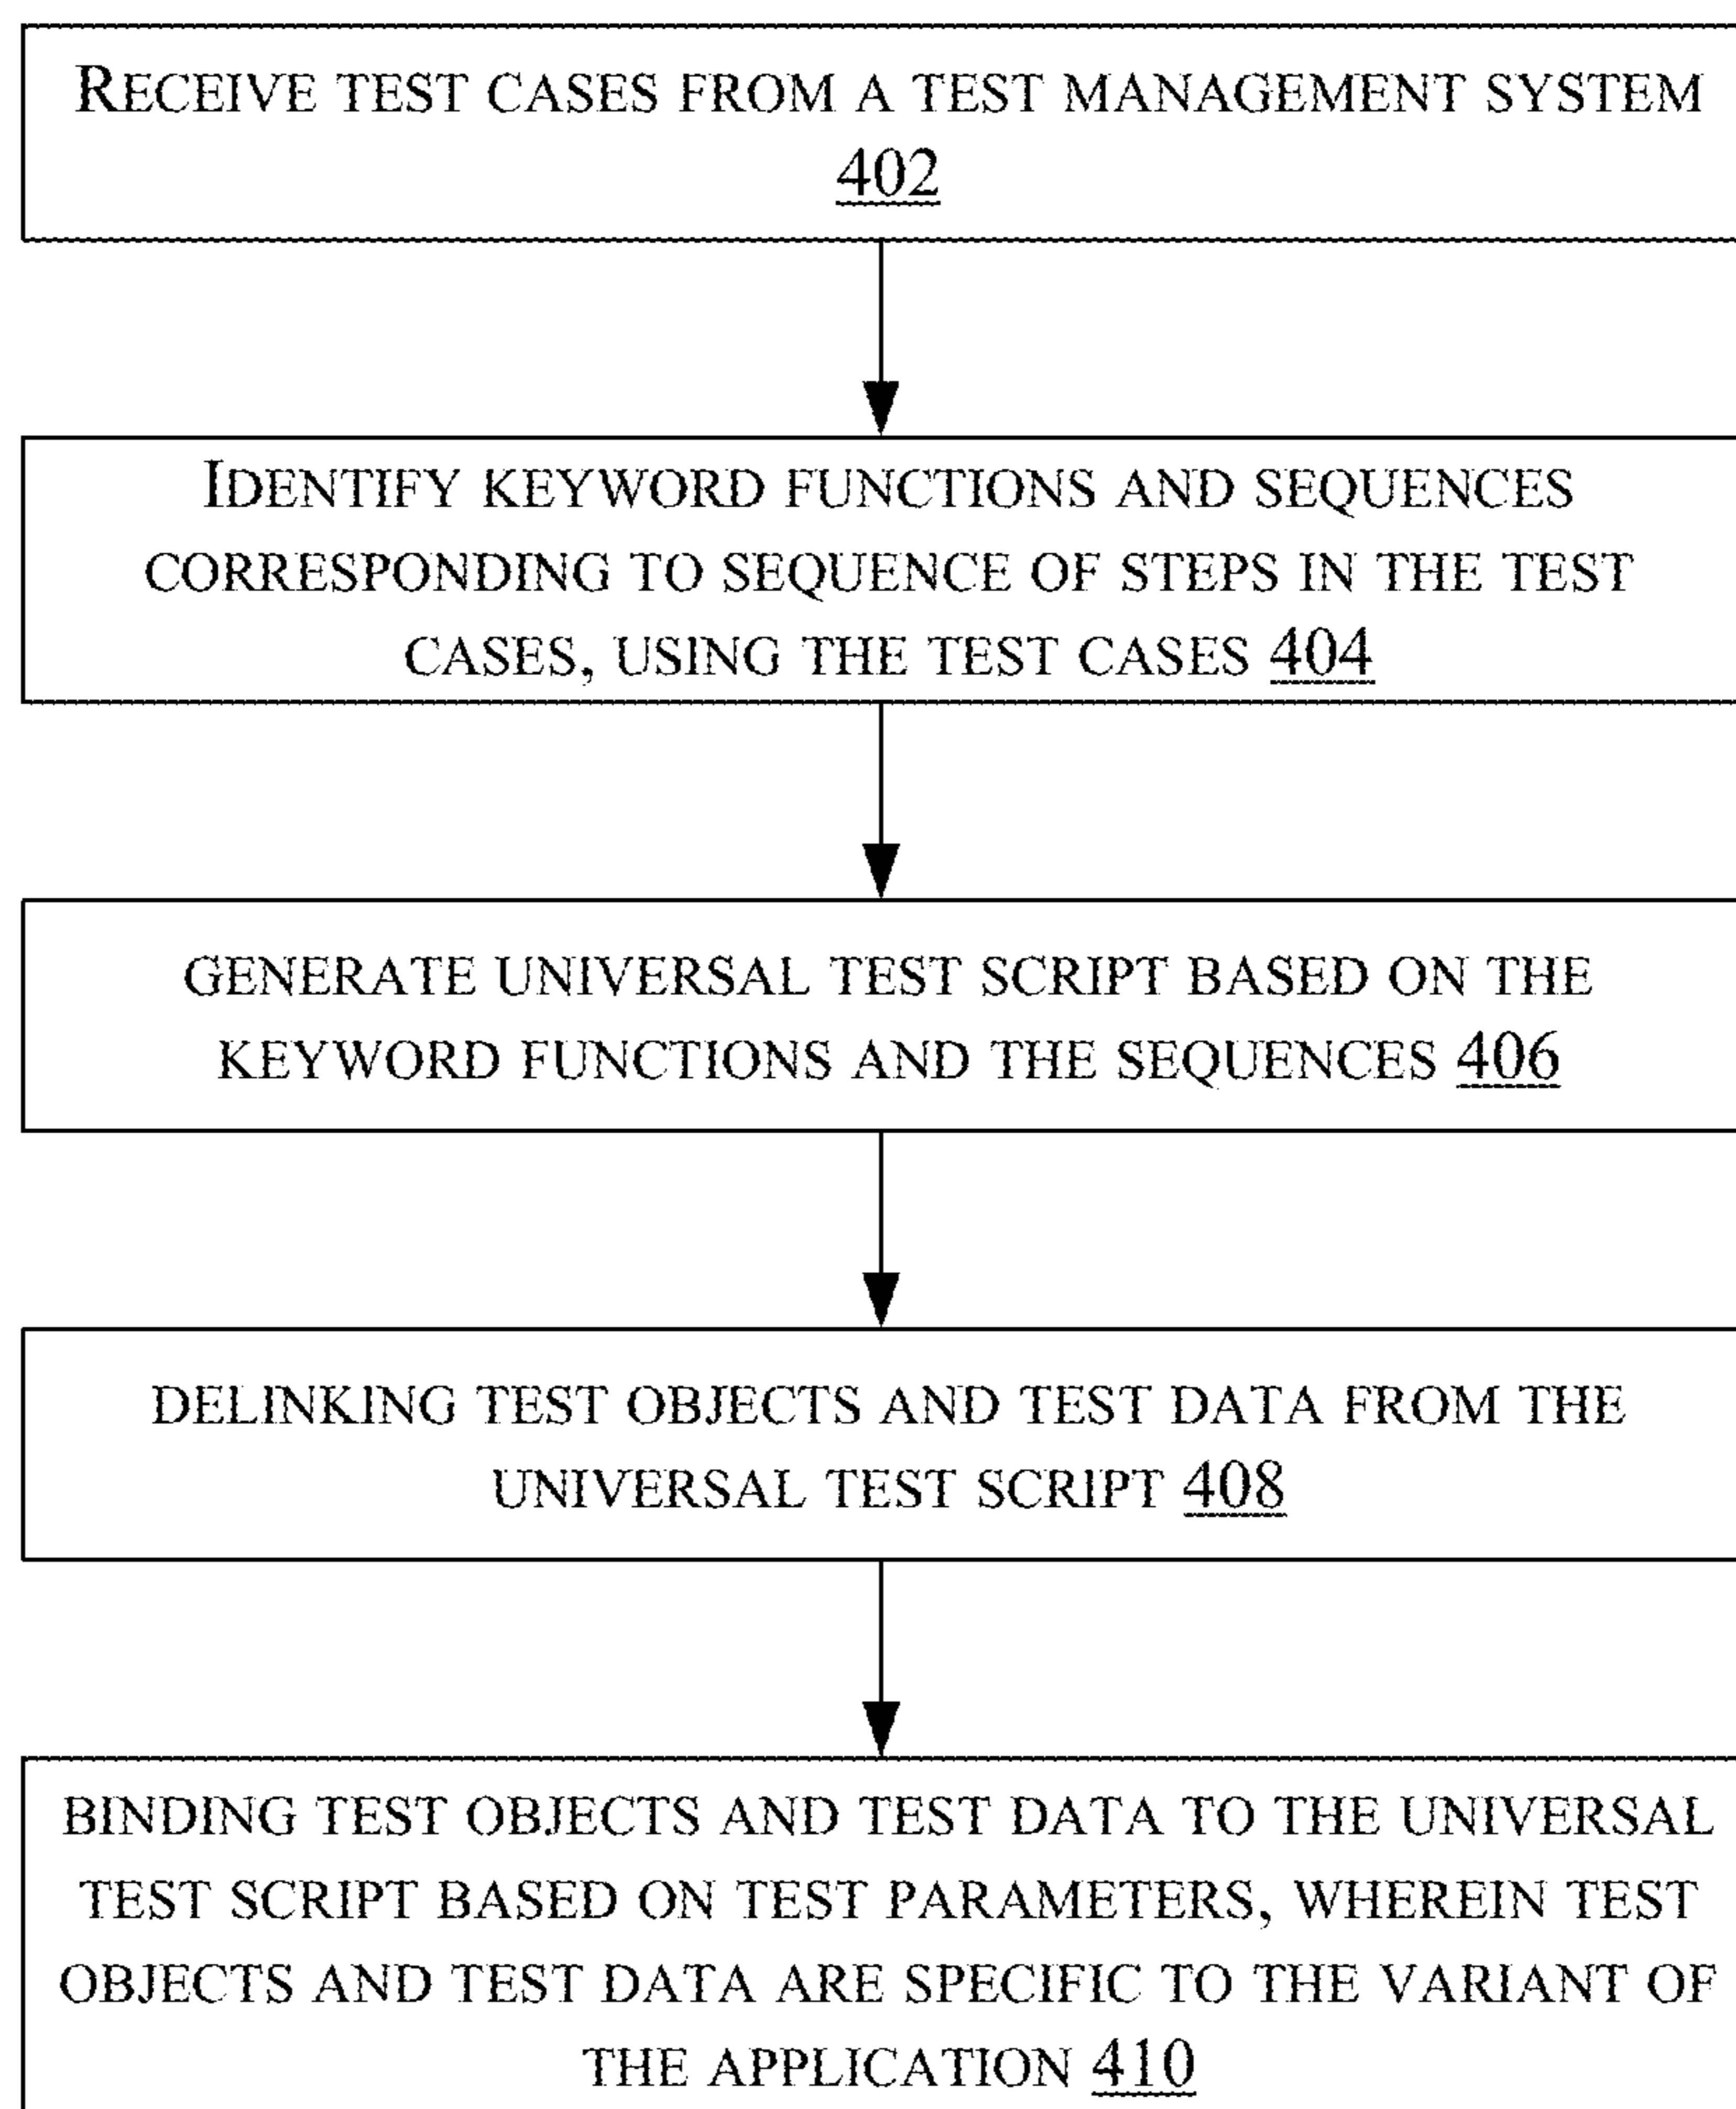 RECEIVE TEST CASES FROM A TEST MANAGEMENT SYSTEM
402
IDENTIFY KEYWORD FUNCTIONS AND SEQUENCES
CORRESPONDING TO SEQUENCE OF STEPS IN THE TEST
CASES, USING THE TEST CASES 404
GENERATE UNIVERSAL TEST SCRIPT BASED ON THE
KEYWORD FUNCTIONS AND THE SEQUENCES 406
DELINKING TEST OBJECTS AND TEST DATA FROM THE
UNIVERSAL TEST SCRIPT 408
BINDING TEST OBJECTS AND TEST DATA TO THE UNIVERSAL
TEST SCRIPT BASED ON TEST PARAMETERS, WHEREIN TEST
OBJECTS AND TEST DATA ARE SPECIFIC TO THE VARIANT OF
THE APPLICATION 410